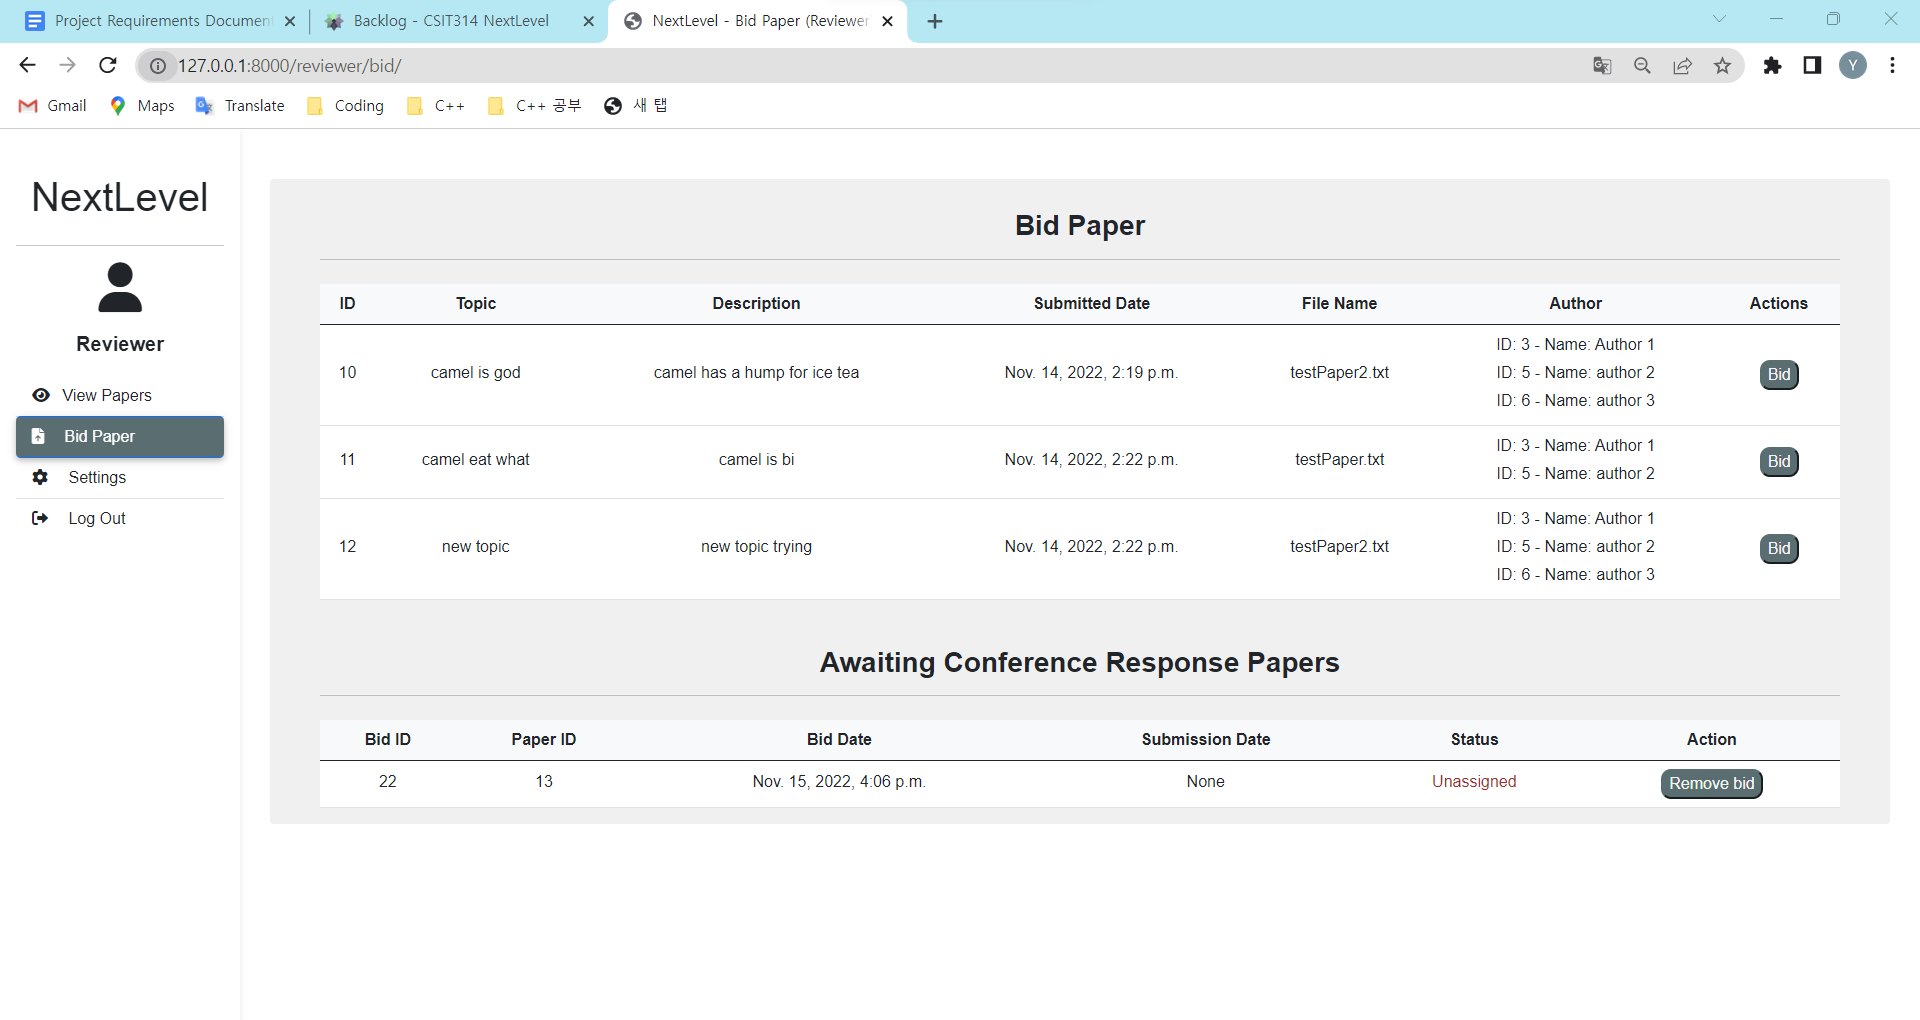 Project Requirements Document
Backlog - CSIT314 NextLevel
NextLevel - Bid Paper (Reviewer
127.0.0.1:8000/reviewer/bid/
Y
Gmail
Maps
Translate
Coding
C++
C++ 공부
새 탭
NextLevel
Reviewer
View Papers
Bid Paper
Settings
Log Out
Bid Paper
ID Topic Description Submitted Date File Name Author Actions
10 camel is god camel has a hump for ice tea Nov. 14, 2022, 2:19 p.m. testPaper2.txt
ID: 3 - Name: Author 1
ID: 5 - Name: author 2
ID: 6 - Name: author 3
Bid
11 camel eat what camel is bi Nov. 14, 2022, 2:22 p.m. testPaper.txt
ID: 3 - Name: Author 1
ID: 5 - Name: author 2
Bid
12 new topic new topic trying Nov. 14, 2022, 2:22 p.m. testPaper2.txt
ID: 3 - Name: Author 1
ID: 5 - Name: author 2
ID: 6 - Name: author 3
Bid
Awaiting Conference Response Papers
Bid ID Paper ID Bid Date Submission Date Status Action
22 13 Nov. 15, 2022, 4:06 p.m. None Unassigned Remove bid